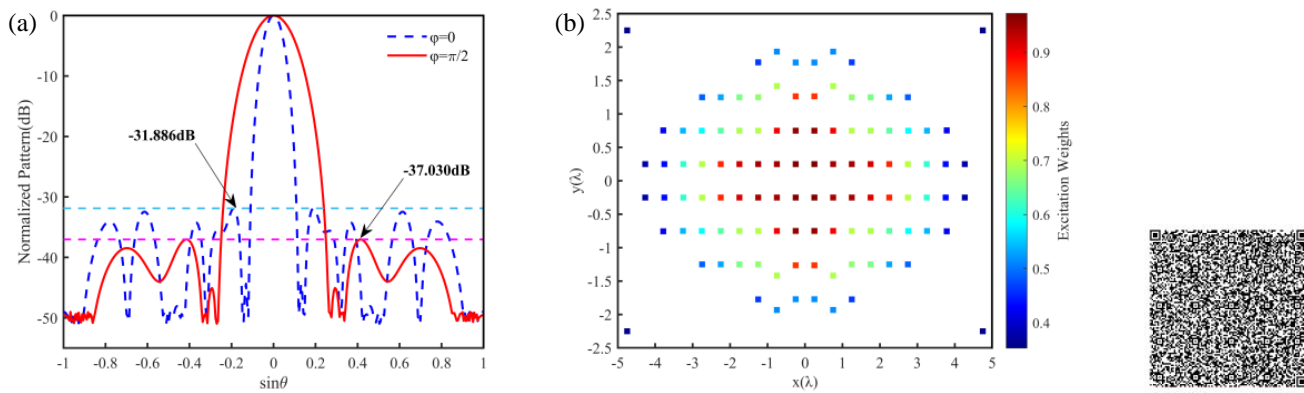 (a)
Normalized Pattern(dB)
0
-10
-20
-30
-40
-50
φ=0
φ=π/2
-31.886dB
-37.030dB
-1 -0.8 -0.6 -0.4 -0.2 0 0.2 0.4 0.6 0.8 1
sinθ
(b)
y(λ)
2.5
2
1.5
1
0.5
0
-0.5
-1
-1.5
-2
-2.5
-5 -4 -3 -2 -1 0 1 2 3 4 5
x(λ)
0.9
0.8
0.7
0.6
0.5
0.4
Excitation Weights